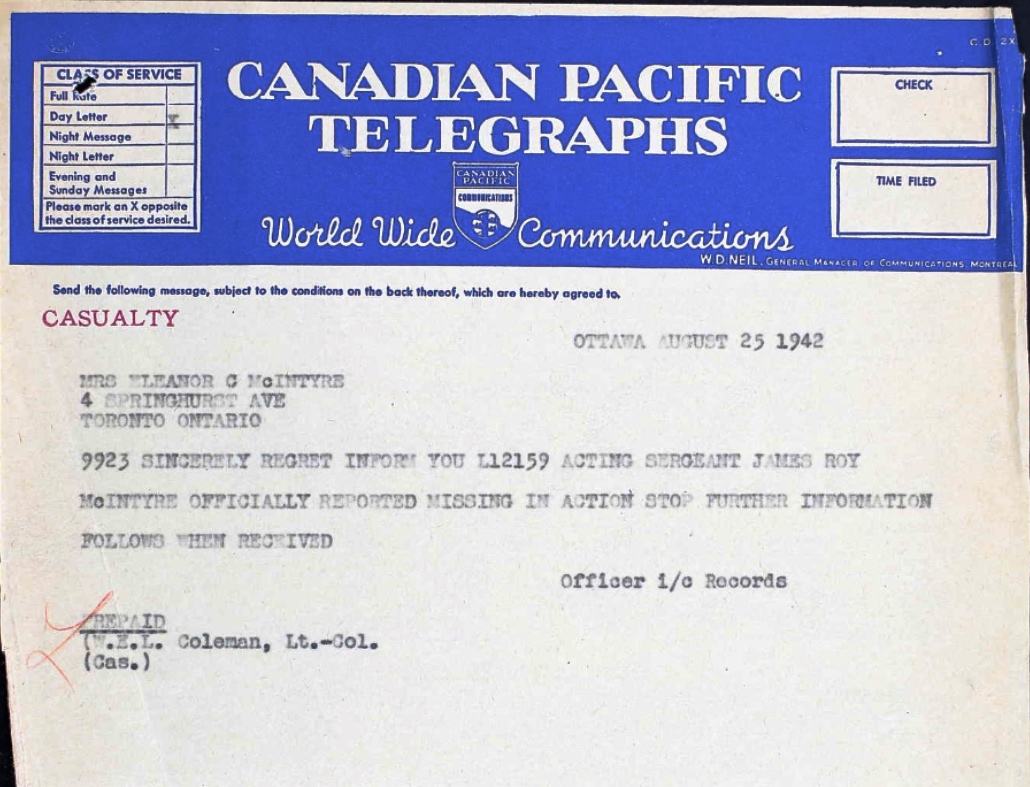 C.D. 2X
CLASS OF SERVICE
Full Rate
Day Letter X
Night Message
Night Letter
Evening and
Sunday Messages
Please mark an X opposite
the class of service desired.
CANADIAN PACIFIC
TELEGRAPHS
CANADIAN
PACIFIC
COMMUNICATIONS
World Wide Communications
CHECK
TIME FILED
W.D. NEIL, GENERAL MANAGER OF COMMUNICATIONS, MONTREAL
Send the following message, subject to the conditions on the back thereof, which are hereby agreed to.
CASUALTY
OTTAWA AUGUST 25 1942
MRS ELEANOR G McINTYRE
4 SPRINGHURST AVE
TORONTO ONTARIO
9923 SINCERELY REGRET INFORM YOU L12159 ACTING SERGEANT JAMES ROY
McINTYRE OFFICIALLY REPORTED MISSING IN ACTION STOP FURTHER INFORMATION
FOLLOWS WHEN RECEIVED
Officer i/c Records
PREPAID
(W.E.L. Coleman, Lt.-Col.
(Cas.)